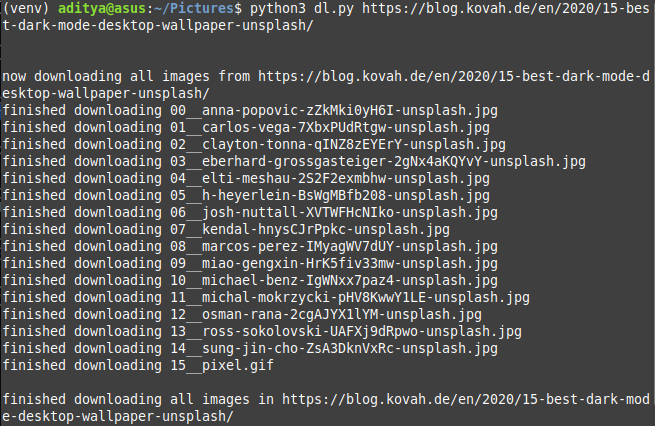 (venv) aditya@asus:~/Pictures$ python3 dl.py https://blog.kovah.de/en/2020/15-bes
t-dark-mode-desktop-wallpaper-unsplash/
now downloading all images from https://blog.kovah.de/en/2020/15-best-dark-mode-d
esktop-wallpaper-unsplash/
finished downloading 00__anna-popovic-zZkMki0yH6I-unsplash.jpg
finished downloading 01__carlos-vega-7XbxPUdRtgw-unsplash.jpg
finished downloading 02__clayton-tonna-qINZ8zEYErY-unsplash.jpg
finished downloading 03__eberhard-grossgasteiger-2gNx4aKQYvY-unsplash.jpg
finished downloading 04__elti-meshau-2S2F2exmbhw-unsplash.jpg
finished downloading 05__h-heyerlein-BsWgMBfb208-unsplash.jpg
finished downloading 06__josh-nuttall-XVTWFHcNIko-unsplash.jpg
finished downloading 07__kendal-hnysCJrPpkc-unsplash.jpg
finished downloading 08__marcos-perez-IMyagWV7dUY-unsplash.jpg
finished downloading 09__miao-gengxin-HrK5fiv33mw-unsplash.jpg
finished downloading 10__michael-benz-IgWNxx7paz4-unsplash.jpg
finished downloading 11__michal-mokrzycki-pHV8KwwY1LE-unsplash.jpg
finished downloading 12__osman-rana-2cgAJYX1lYM-unsplash.jpg
finished downloading 13__ross-sokolovski-UAFXj9dRpwo-unsplash.jpg
finished downloading 14__sung-jin-cho-ZsA3DknVxRc-unsplash.jpg
finished downloading 15__pixel.gif
finished downloading all images in https://blog.kovah.de/en/2020/15-best-dark-mod
e-desktop-wallpaper-unsplash/